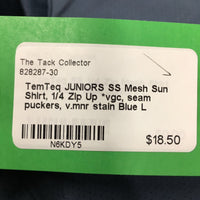 The Tack Collector
828287-30
TemTeq JUNIORS SS Mesh Sun
Shirt, 1/4 Zip Up *vgc, seam
puckers, v.mnr stain Blue L
$18.50
N6KDY5